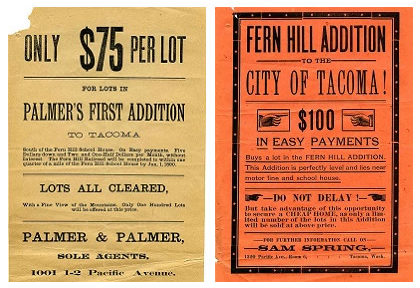 ONLY $75 PER LOT
FOR LOTS IN
PALMER'S FIRST ADDITION
TO TACOMA
South of the Fern Hill School House. On Easy payments. Five
Dollars down and Two and One-Half Dollars per Month, without
Interest. The Fern Hill Railroad will be completed to within one
quarter of a mile of the Fern Hill School House by Jan. 1, 1890.
LOTS ALL CLEARED,
With a Fine View of the Mountains. Only One Hundred Lots
will be offered at this price.
PALMER & PALMER,
SOLE AGENTS,
1001 1-2 Pacific Avenue.
FERN HILL ADDITION
TO THE
CITY OF TACOMA!
$100
IN EASY PAYMENTS
Buys a lot in the FERN HILL ADDITION.
This Addition is perfectly level and lies near
motor line and school house.
DO NOT DELAY!
But take advantage of this opportunity
to secure a CHEAP HOME, as only a lim-
ited number of the lots in this Addition
will be sold at above price.
FOR FURTHER INFORMATION CALL ON
SAM SPRING,
Pacific Ave., Room 6, Tacoma, Wash.